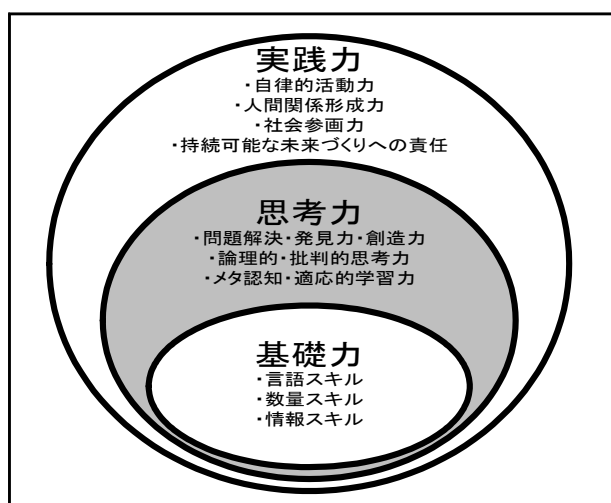 実践力
・自律的活動力
・人間関係形成力
・社会参画力
・持続可能な未来づくりへの責任
思考力
・問題解決・発見力・創造力
・論理的・批判的思考力
・メタ認知・適応的学習力
基礎力
・言語スキル
・数量スキル
・情報スキル